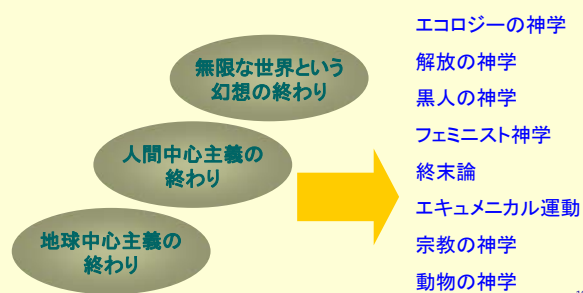 無限な世界という
幻想の終わり
人間中心主義の
終わり
地球中心主義の
終わり
エコロジーの神学
解放の神学
黒人の神学
フェミニスト神学
終末論
エキュメニカル運動
宗教の神学
動物の神学